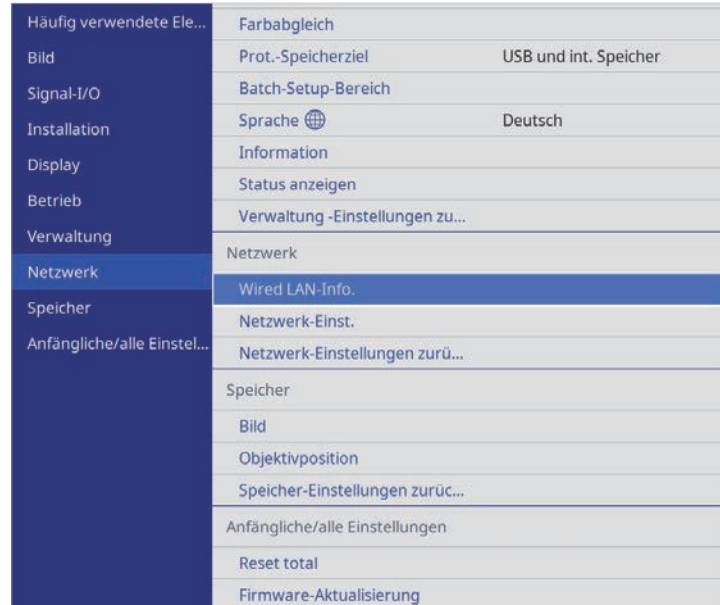 Häufig verwendete Ele...
Bild
Signal-I/O
Installation
Display
Betrieb
Verwaltung
Netzwerk
Speicher
Anfängliche/alle Einstel...
Farbabgleich
Prot.-Speicherziel USB und int. Speicher
Batch-Setup-Bereich
Sprache Deutsch
Information
Status anzeigen
Verwaltung -Einstellungen zu...
Netzwerk
Wired LAN-Info.
Netzwerk-Einst.
Netzwerk-Einstellungen zurü...
Speicher
Bild
Objektivposition
Speicher-Einstellungen zurüc...
Anfängliche/alle Einstellungen
Reset total
Firmware-Aktualisierung